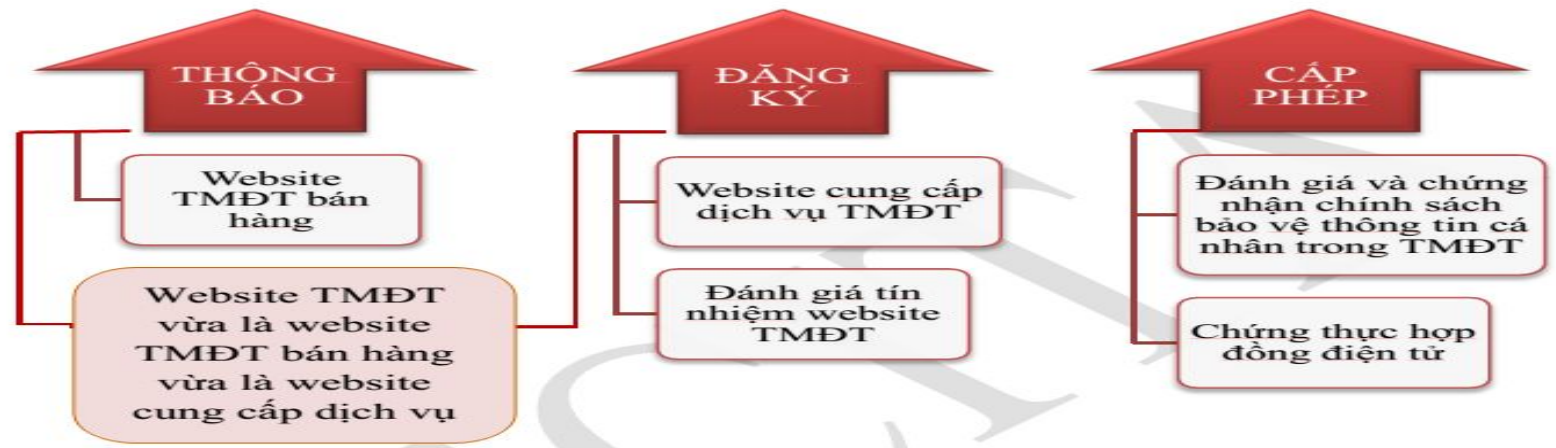 THÔNG
BÁO
Website
TMĐT bán
hàng
Website TMĐT
vừa là website
TMĐT bán hàng
vừa là website
cung cấp dịch vụ
ĐĂNG
KÝ
Website cung cấp
dịch vụ TMĐT
Đánh giá tín
nhiệm website
TMĐT
CẤP
PHÉP
Đánh giá và chứng
nhận chính sách
bảo vệ thông tin cá
nhân trong TMĐT
Chứng thực hợp
đồng điện tử